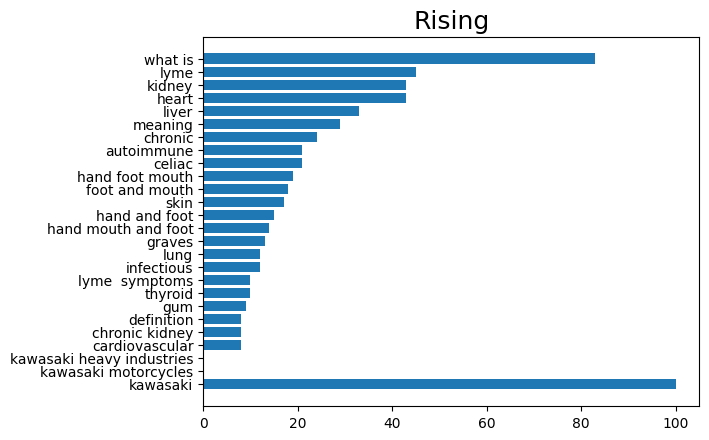 Rising
what is
lyme
kidney
heart
liver
meaning
chronic
autoimmune
celiac
hand foot mouth
foot and mouth
skin
hand and foot
hand mouth and foot
graves
lung
infectious
lyme  symptoms
thyroid
gum
definition
chronic kidney
cardiovascular
kawasaki heavy industries
kawasaki motorcycles
kawasaki
0 20 40 60 80 100